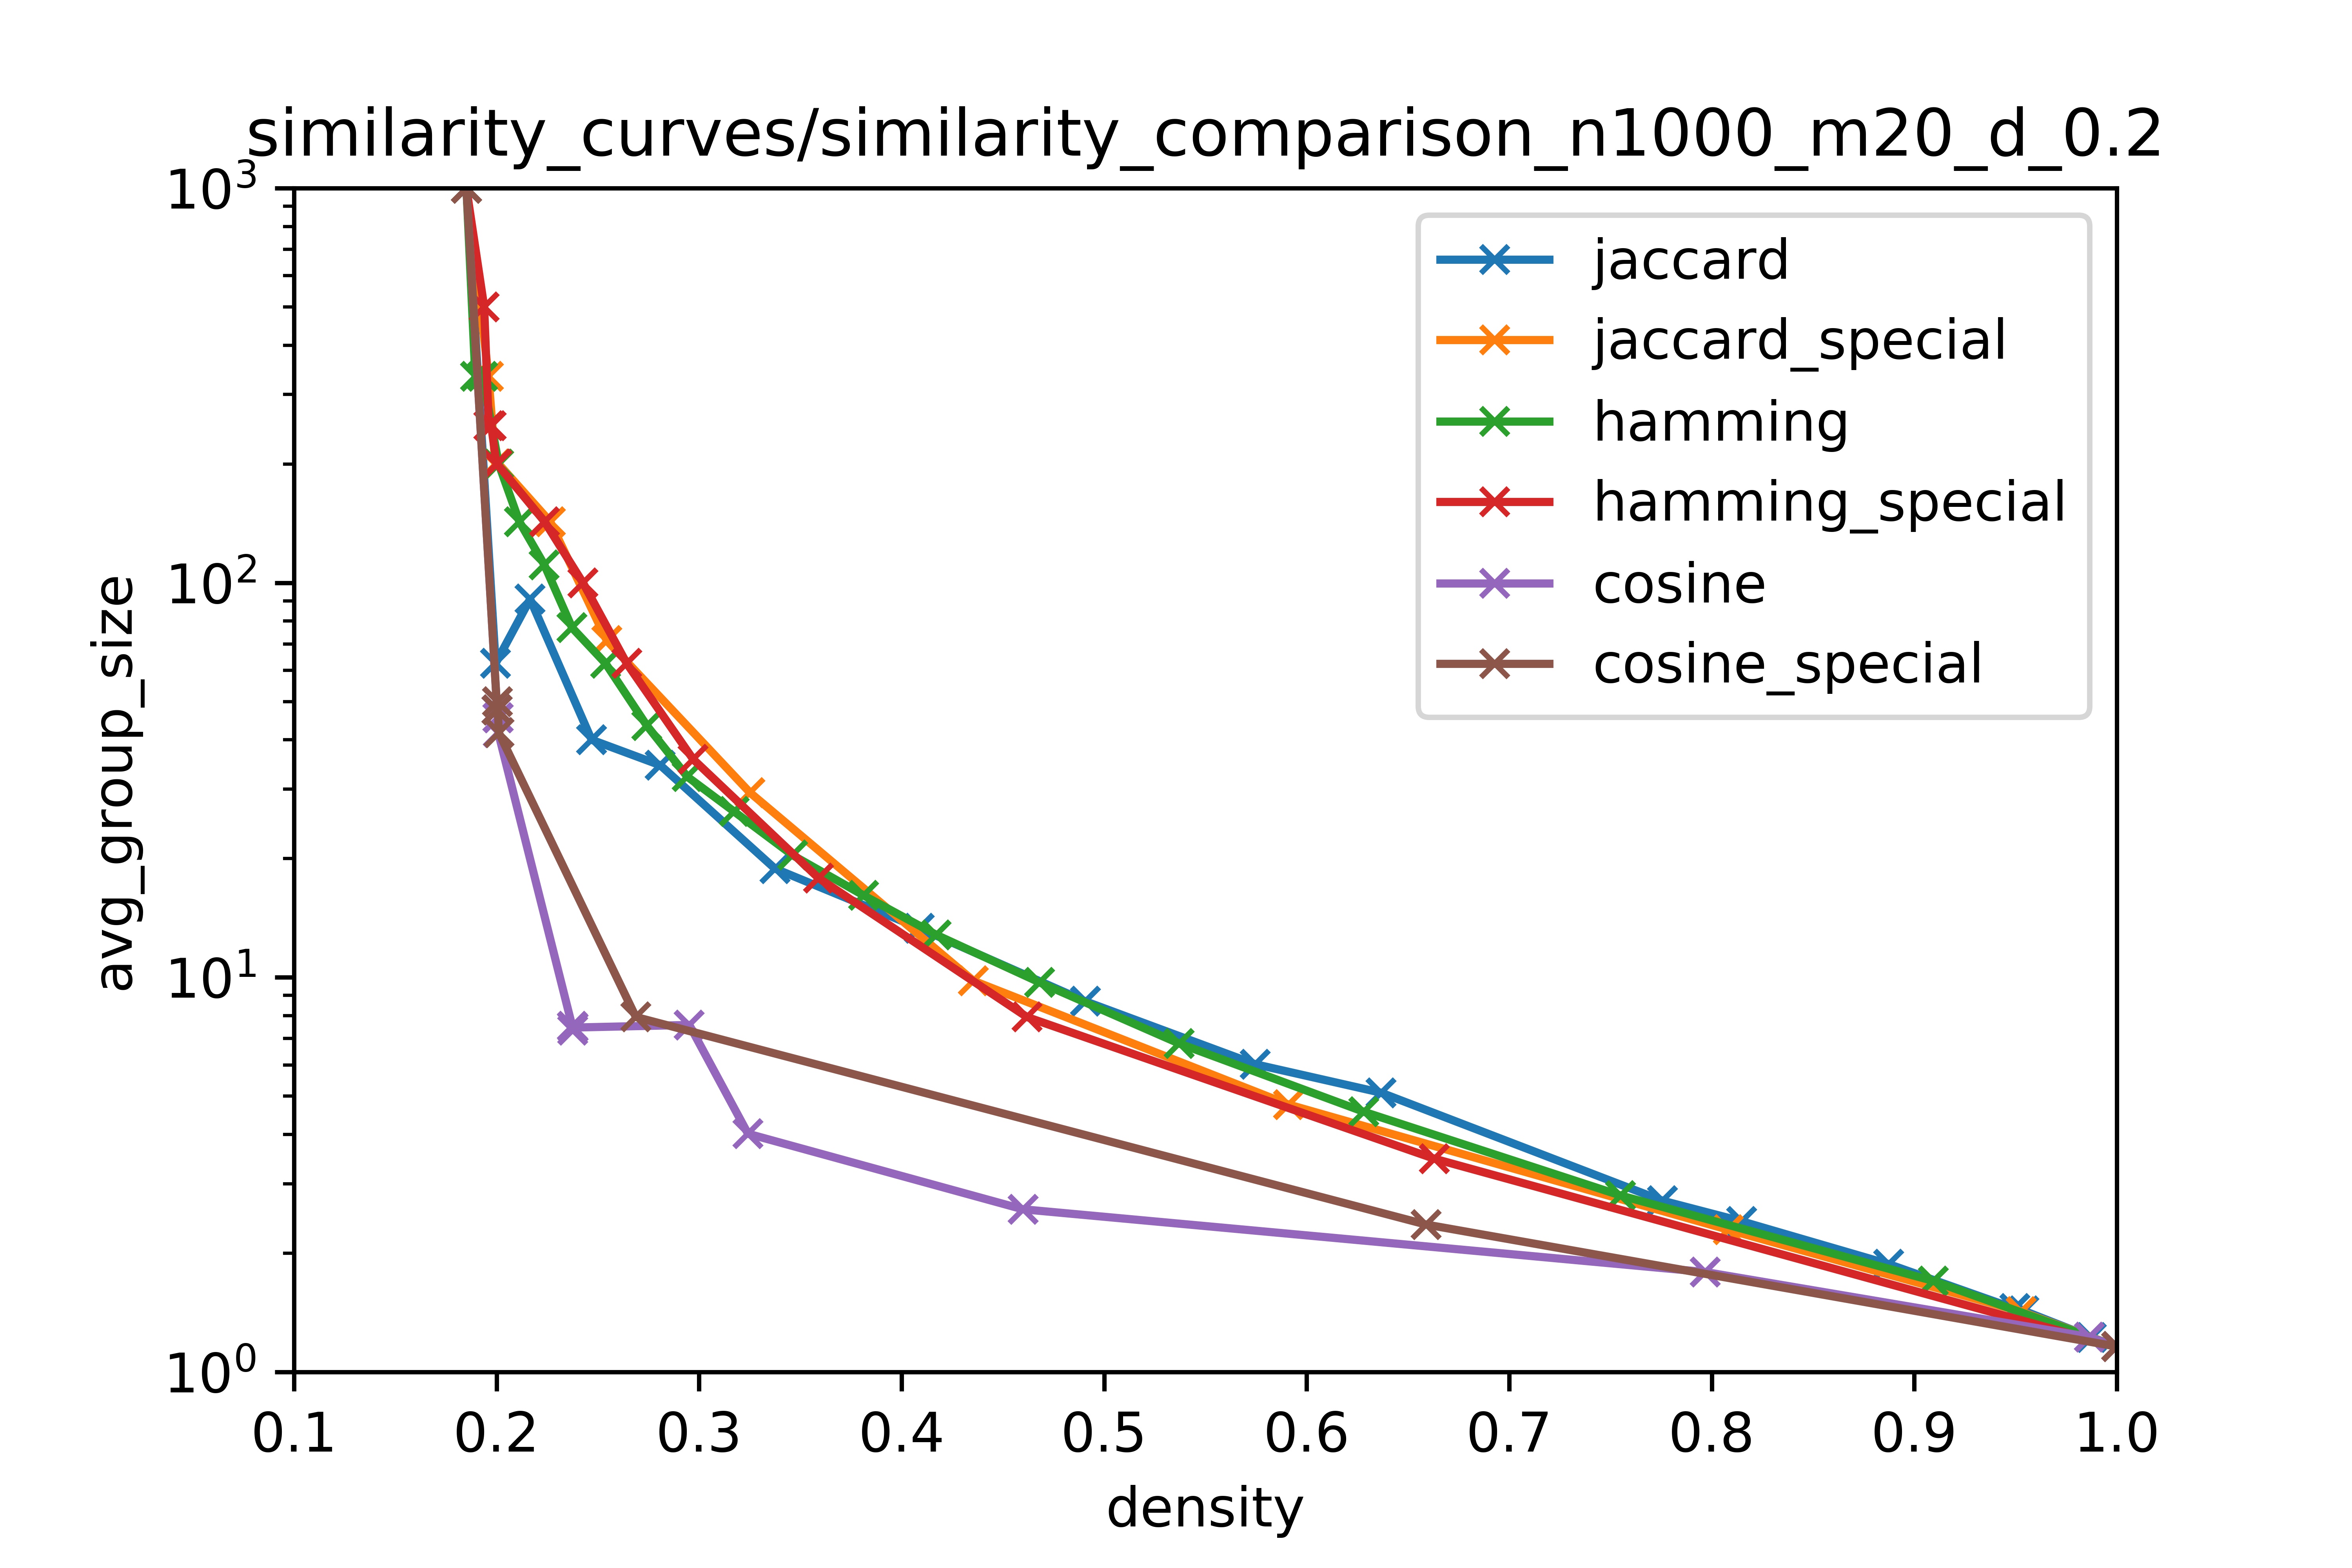 similarity_curves/similarity_comparison_n1000_m20_d_0.2
10³
10²
10¹
10⁰
avg_group_size
jaccard
jaccard_special
hamming
hamming_special
cosine
cosine_special
0.1 0.2 0.3 0.4 0.5 0.6 0.7 0.8 0.9 1.0
density